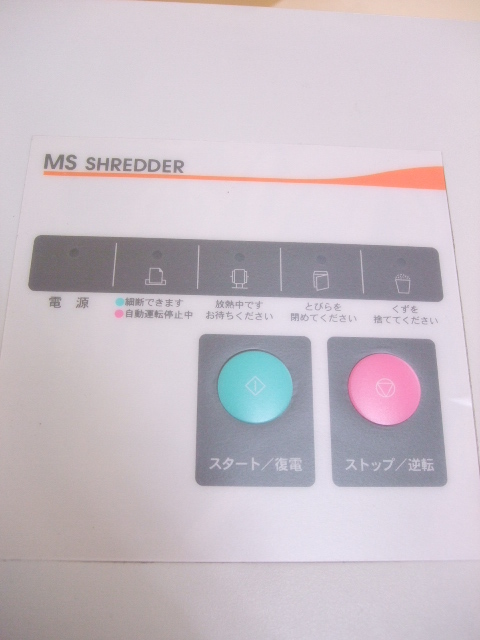 MS SHREDDER
電源
●細断できます
●自動運転停止中
放熱中です
お待ちください
とびらを
閉めてください
くずを
捨ててください
スタート／復電
ストップ／逆転